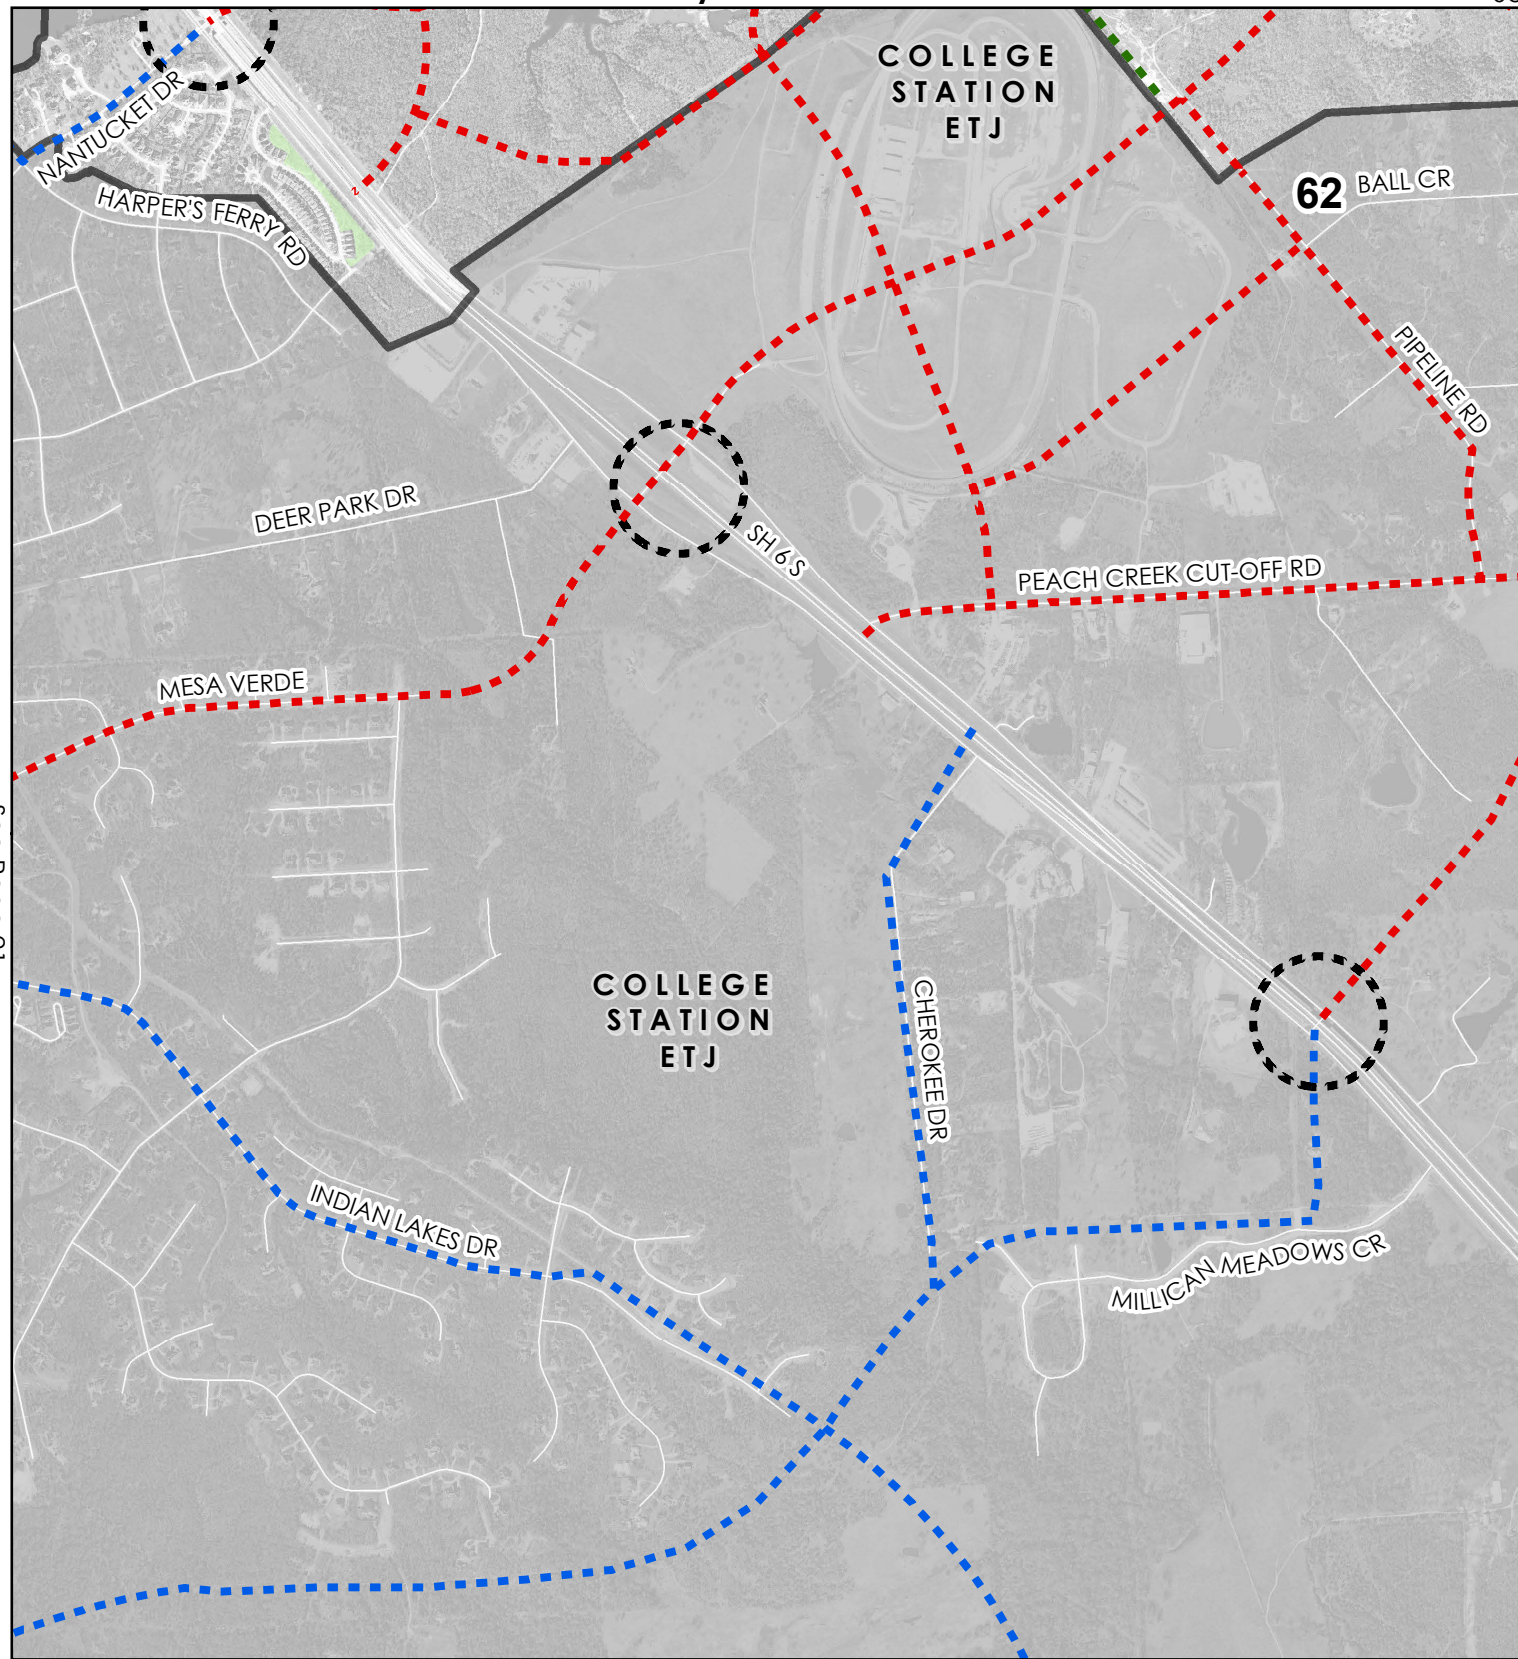 COLLEGE
STATION
ETJ
NANTUCKET DR
62
BALL CR
HARPER'S FERRY RD
PIPELINE RD
DEER PARK DR
SH 6 S
PEACH CREEK CUT-OFF RD
MESA VERDE
COLLEGE
STATION
ETJ
CHEROKEE DR
INDIAN LAKES DR
MILLICAN MEADOWS CR